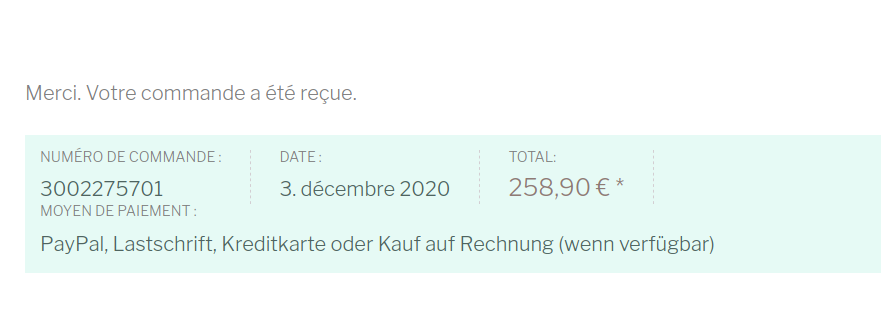 Merci. Votre commande a été reçue.
NUMÉRO DE COMMANDE :
3002275701
DATE :
3. décembre 2020
TOTAL:
258,90 € *
MOYEN DE PAIEMENT :
PayPal, Lastschrift, Kreditkarte oder Kauf auf Rechnung (wenn verfügbar)